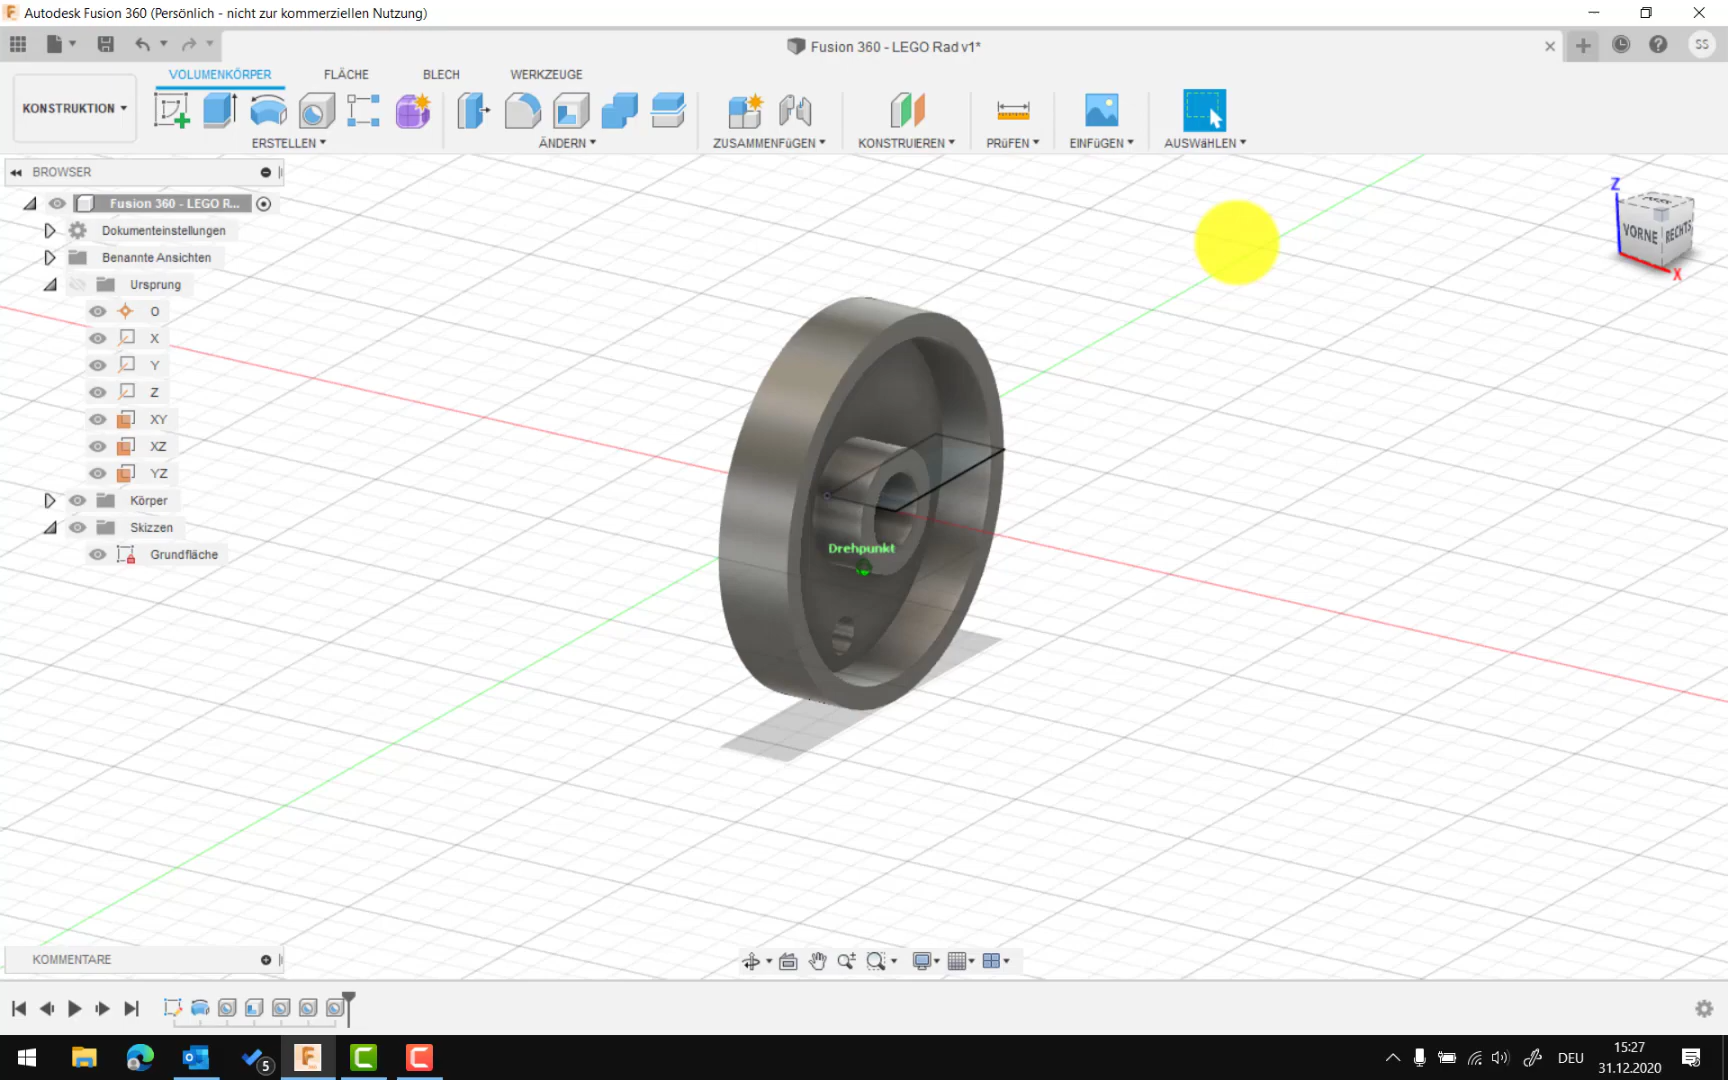 Autodesk Fusion 360 (Persönlich - nicht zur kommerziellen Nutzung)
Fusion 360 - LEGO Rad v1*
SS
KONSTRUKTION
VOLUMENKÖRPER
FLÄCHE
BLECH
WERKZEUGE
ERSTELLEN
ÄNDERN
ZUSAMMENFüGEN
KONSTRUIEREN
PRüFEN
EINFüGEN
AUSWäHLEN
BROWSER
Fusion 360 - LEGO R...
Dokumenteinstellungen
Benannte Ansichten
Ursprung
O
X
Y
Z
XY
XZ
YZ
Körper
Skizzen
Grundfläche
Z
VORNE
RECHTS
X
Drehpunkt
KOMMENTARE
5
DEU
15:27
31.12.2020